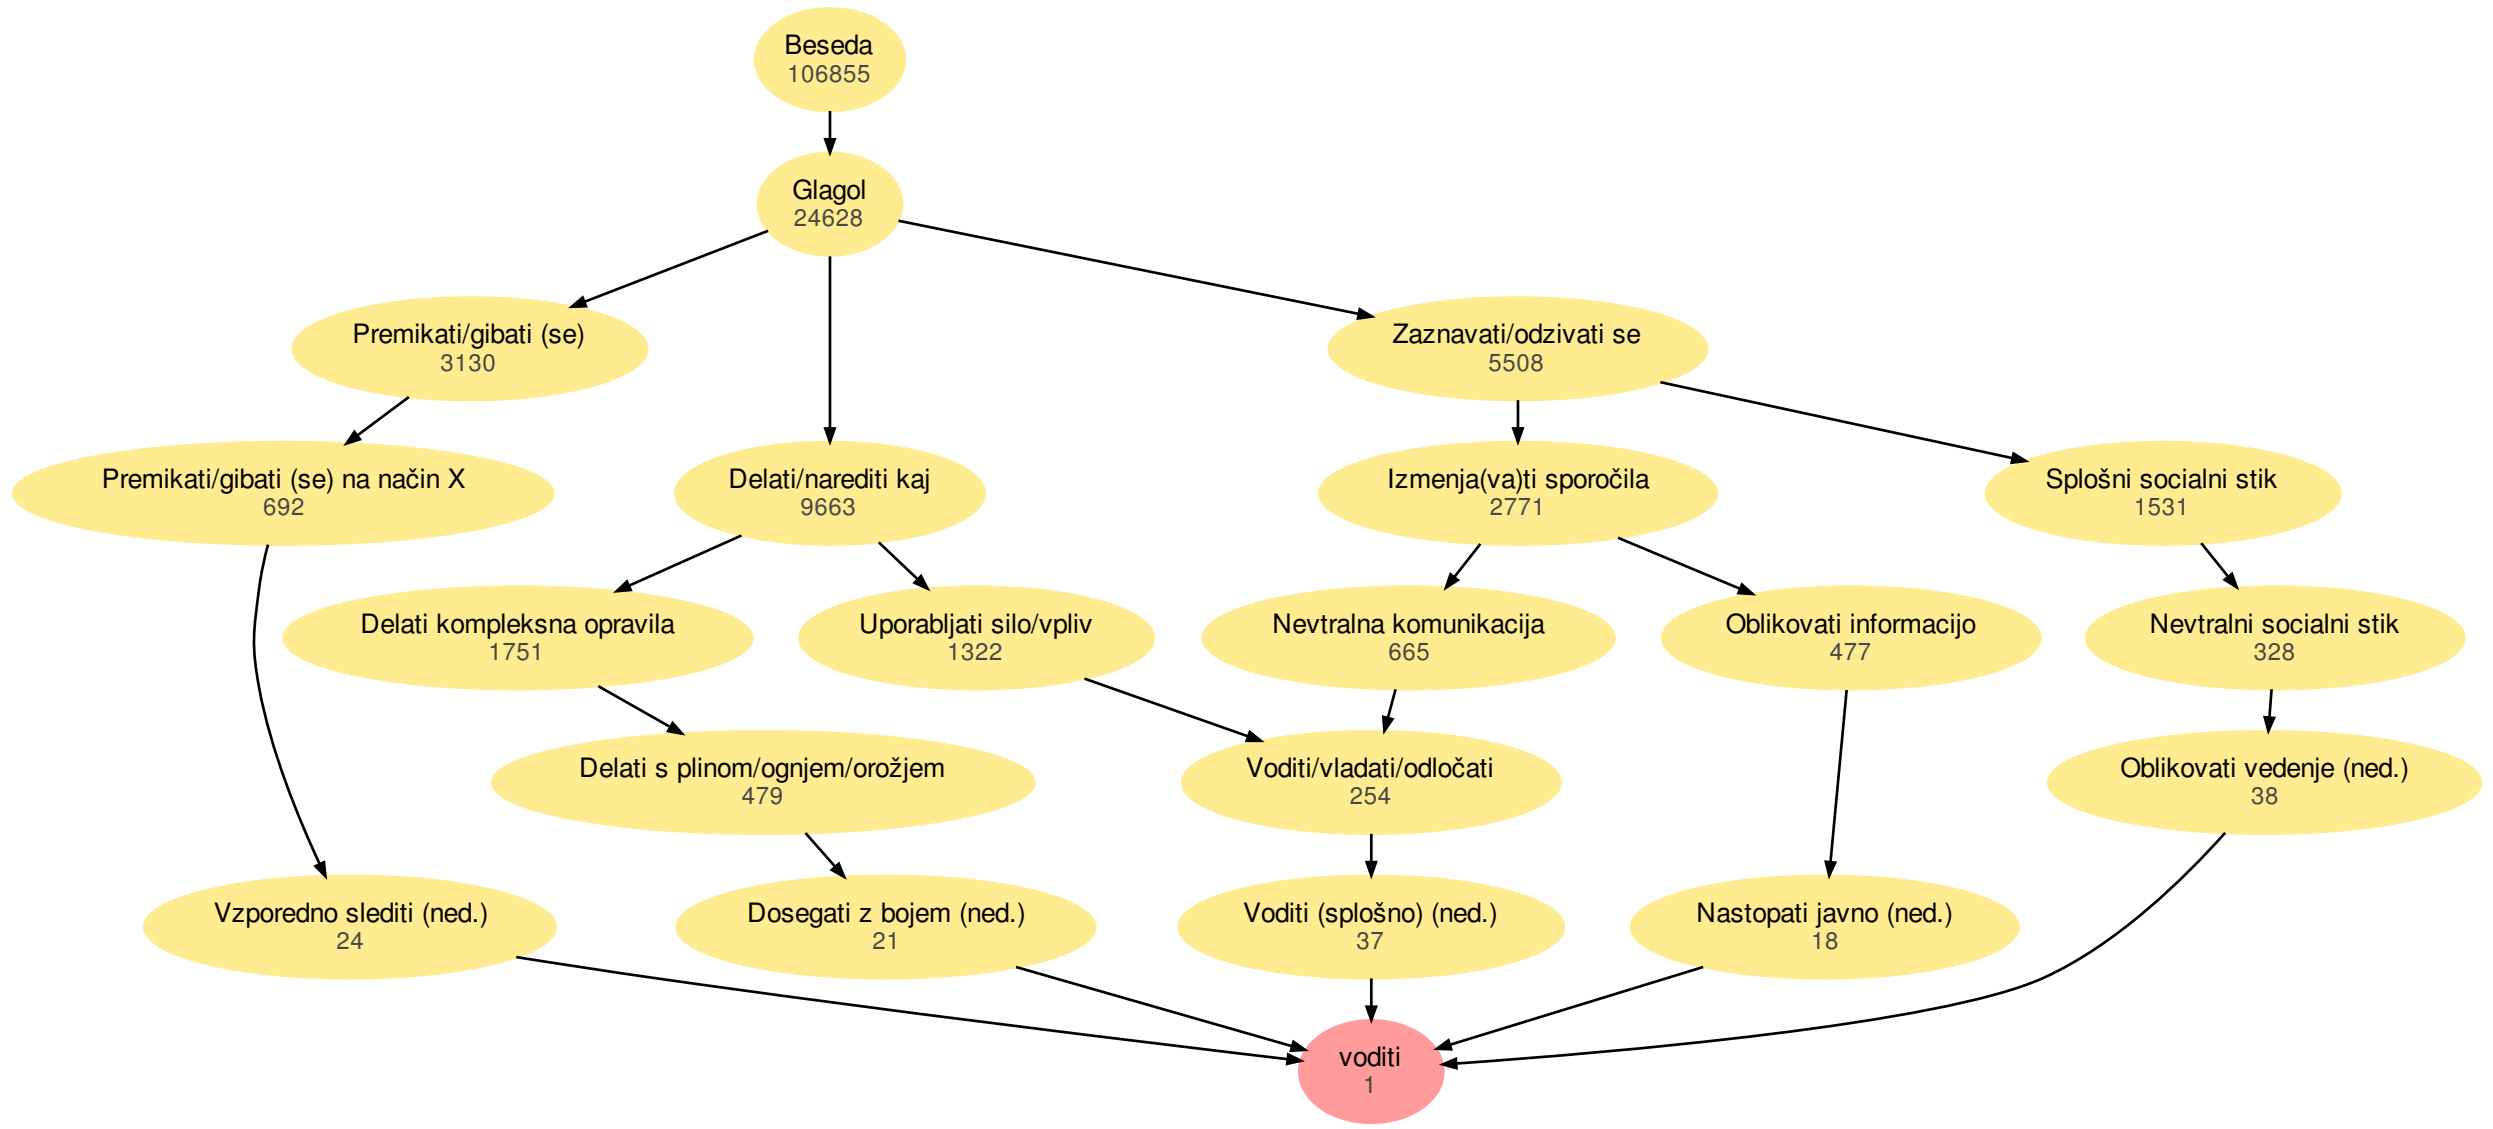 Beseda
106855
Glagol
24628
Premikati/gibati (se)
3130
Zaznavati/odzivati se
5508
Premikati/gibati (se) na način X
692
Delati/narediti kaj
9663
Izmenja(va)ti sporočila
2771
Splošni socialni stik
1531
Delati kompleksna opravila
1751
Uporabljati silo/vpliv
1322
Nevtralna komunikacija
665
Oblikovati informacijo
477
Nevtralni socialni stik
328
Delati s plinom/ognjem/orožjem
479
Voditi/vladati/odločati
254
Oblikovati vedenje (ned.)
38
Vzporedno slediti (ned.)
24
Dosegati z bojem (ned.)
21
Voditi (splošno) (ned.)
37
Nastopati javno (ned.)
18
voditi
1